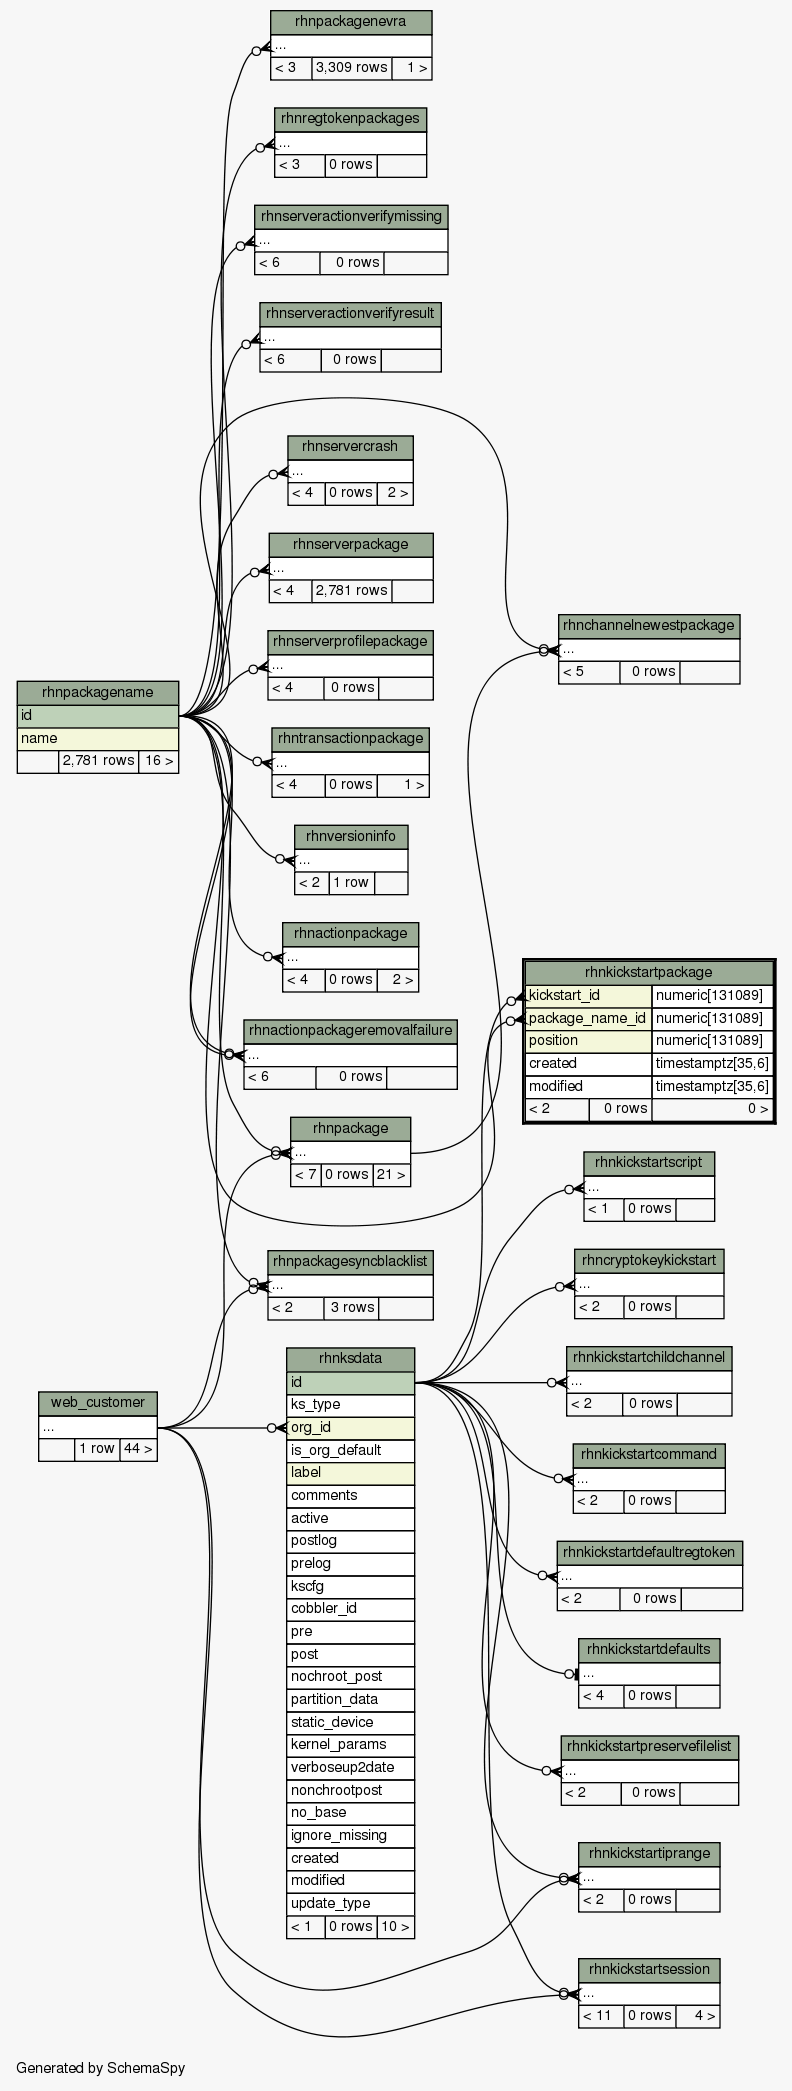 rhnpackagenevra
...
< 3 3,309 rows 1 >
rhnregtokenpackages
...
< 3 0 rows
rhnserveractionverifymissing
...
< 6 0 rows
rhnserveractionverifyresult
...
< 6 0 rows
rhnservercrash
...
< 4 0 rows 2 >
rhnserverpackage
...
< 4 2,781 rows
rhnchannelnewestpackage
...
< 5 0 rows
rhnserverprofilepackage
...
< 4 0 rows
rhnpackagename
id
name
2,781 rows 16 >
rhntransactionpackage
...
< 4 0 rows 1 >
rhnversioninfo
...
< 2 1 row
rhnactionpackage
...
< 4 0 rows 2 >
rhnkickstartpackage
kickstart_id numeric[131089]
package_name_id numeric[131089]
position numeric[131089]
created timestamptz[35,6]
modified timestamptz[35,6]
< 2 0 rows 0 >
rhnactionpackageremovalfailure
...
< 6 0 rows
rhnpackage
...
< 7 0 rows 21 >
rhnkickstartscript
...
< 1 0 rows
rhnpackagesyncblacklist
...
< 2 3 rows
rhncryptokeykickstart
...
< 2 0 rows
web_customer
...
1 row 44 >
rhnksdata
id
ks_type
org_id
is_org_default
label
comments
active
postlog
prelog
kscfg
cobbler_id
pre
post
nochroot_post
partition_data
static_device
kernel_params
verboseup2date
nonchrootpost
no_base
ignore_missing
created
modified
update_type
< 1 0 rows 10 >
rhnkickstartchildchannel
...
< 2 0 rows
rhnkickstartcommand
...
< 2 0 rows
rhnkickstartdefaultregtoken
...
< 2 0 rows
rhnkickstartdefaults
...
< 4 0 rows
rhnkickstartpreservefilelist
...
< 2 0 rows
rhnkickstartiprange
...
< 2 0 rows
rhnkickstartsession
...
< 11 0 rows 4 >
Generated by SchemaSpy